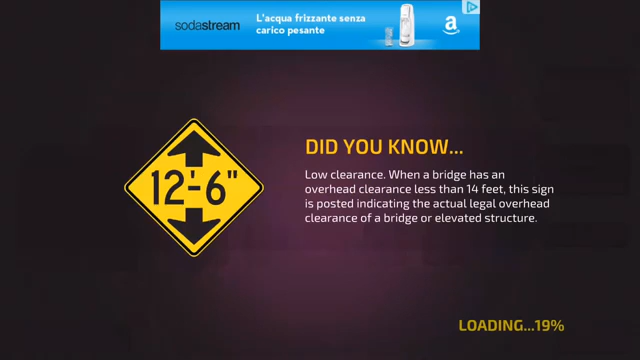 sodastream
L'acqua frizzante senza
carico pesante
a
12'-6"
DID YOU KNOW...
Low clearance. When a bridge has an
overhead clearance less than 14 feet, this sign
is posted indicating the actual legal overhead
clearance of a bridge or elevated structure.
LOADING...19%